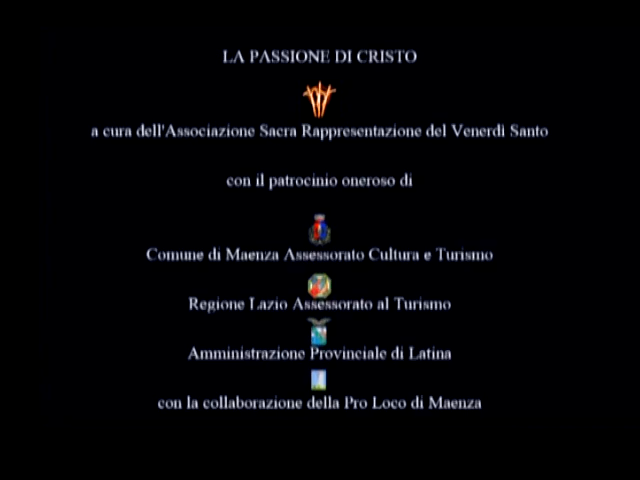 LA PASSIONE DI CRISTO
a cura dell'Associazione Sacra Rappresentazione del Venerdì Santo
con il patrocinio oneroso di
Comune di Maenza Assessorato Cultura e Turismo
Regione Lazio Assessorato al Turismo
Amministrazione Provinciale di Latina
con la collaborazione della Pro Loco di Maenza